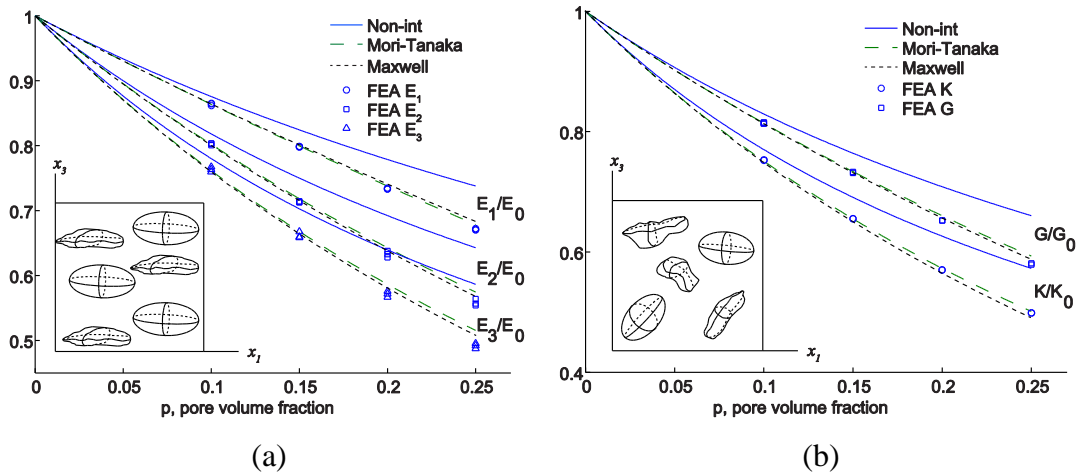 1
0.9
0.8
0.7
0.6
0.5
Non-int
Mori-Tanaka
Maxwell
FEA E₁
FEA E₂
FEA E₃
E₁/E₀
E₂/E₀
E₃/E₀
x₃
x₁
0
0.05
0.1
0.15
0.2
0.25
p, pore volume fraction
(a)
1
0.8
0.6
0.4
Non-int
Mori-Tanaka
Maxwell
FEA K
FEA G
G/G₀
K/K₀
x₃
x₁
0
0.05
0.1
0.15
0.2
0.25
p, pore volume fraction
(b)